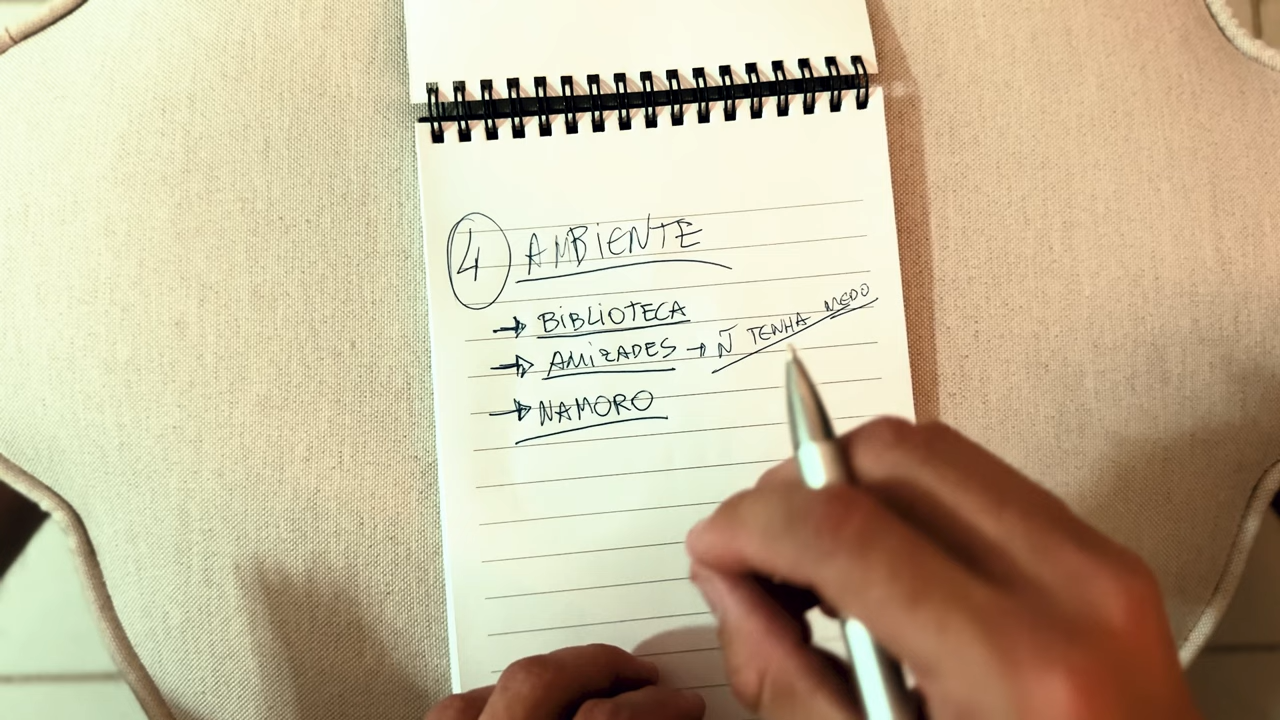 4 AMBIENTE
→ BIBLIOTECA
→ AMIZADES → Ñ TENHA MEDO
→ NAMORO